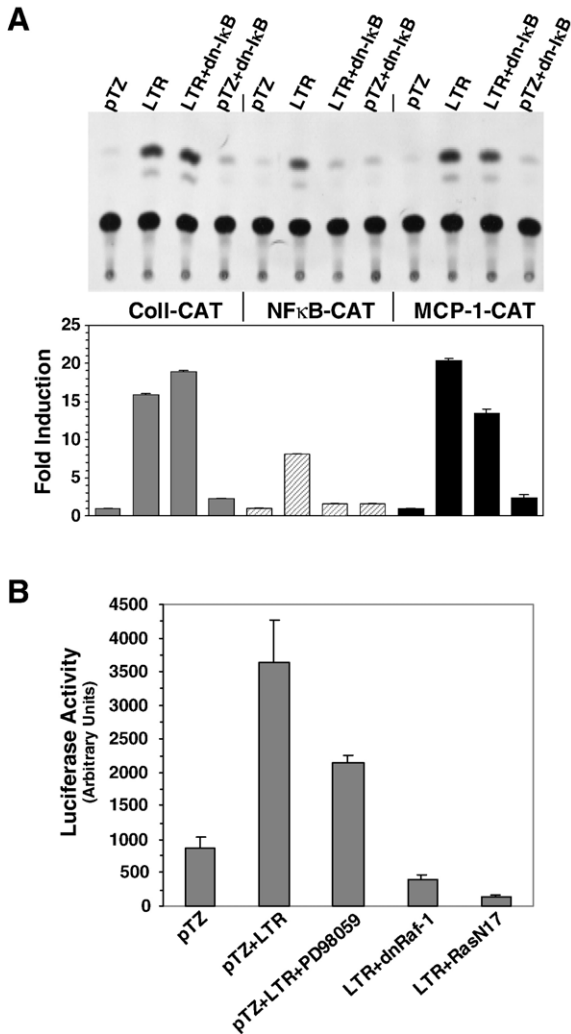 A
pTZ LTR LTR+dn-IκB pTZ+dn-IκB pTZ LTR LTR+dn-IκB pTZ+dn-IκB pTZ LTR LTR+dn-IκB pTZ+dn-IκB
Coll-CAT NFκB-CAT MCP-1-CAT
Fold Induction
25
20
15
10
5
0
B
Luciferase Activity
(Arbitrary Units)
4500
4000
3500
2500
2000
1500
1000
500
0
pTZ
pTZ+LTR
pTZ+LTR+PD98059
LTR+dnRaf-1
LTR+RasN17